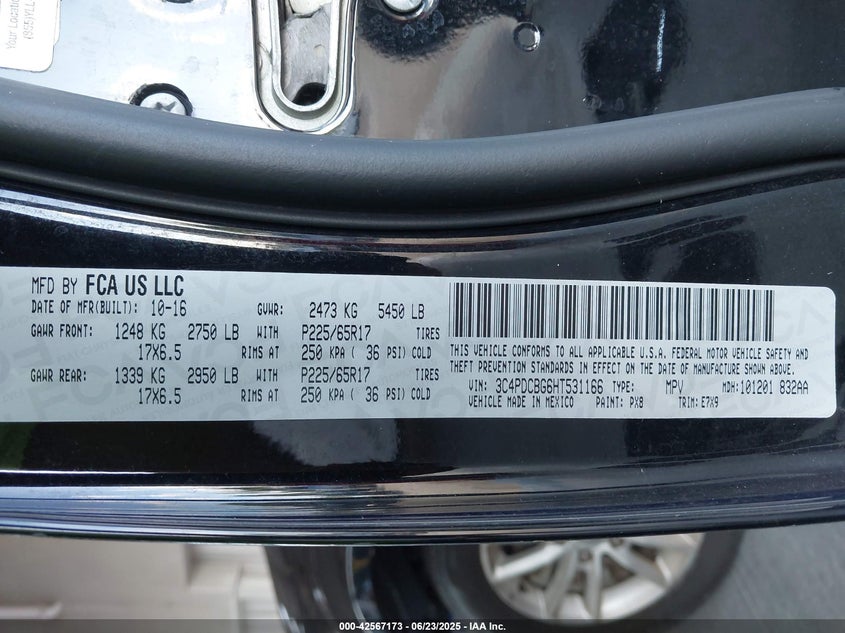 Your Location
MFD BY FCA US LLC
DATE OF MFR(BUILT): 10-16 GVWR: 2473 KG 5450 LB
GAWR FRONT: 1248 KG 2750 LB WITH P225/65R17 TIRES
17X6.5 RIMS AT 250 KPA ( 36 PSI) COLD
GAWR REAR: 1339 KG 2950 LB WITH P225/65R17 TIRES
17X6.5 RIMS AT 250 KPA ( 36 PSI) COLD
THIS VEHICLE CONFORMS TO ALL APPLICABLE U.S.A. FEDERAL MOTOR VEHICLE SAFETY AND
THEFT PREVENTION STANDARDS IN EFFECT ON THE DATE OF MANUFACTURE SHOWN ABOVE.
VIN: 3C4PDCBG6HT531166 TYPE: MPV MDH: 101201 832AA
VEHICLE MADE IN MEXICO PAINT: PX8 TRIM: E7X9
000-42567173 - 06/23/2025 - IAA Inc.